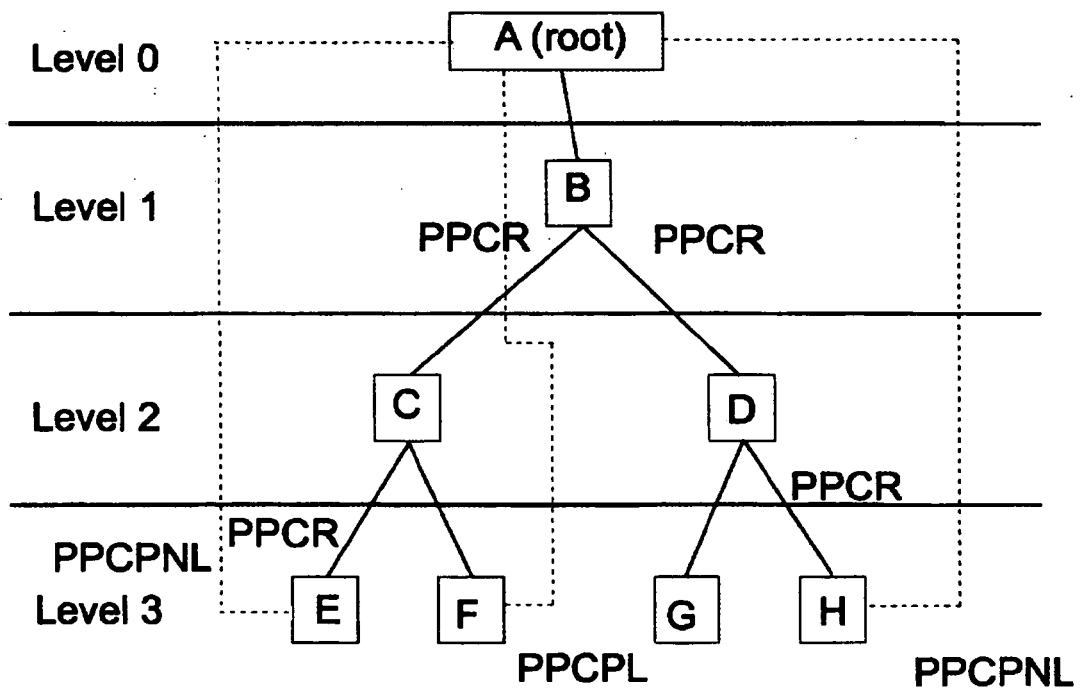 A (root)
Level 0
B
Level 1
PPCR
PPCR
C
D
Level 2
PPCR
PPCR
PPCPNL
Level 3
E
F
G
H
PPCPL
PPCPNL